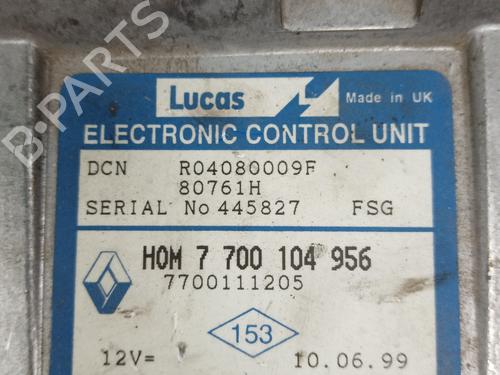 Lucas
Made in UK
ELECTRONIC CONTROL UNIT
DCN R04080009F
80761H
SERIAL No 445827 FSG
HOM 7 700 104 956
7700111205
153
12V= 10.06.99
B-PARTS